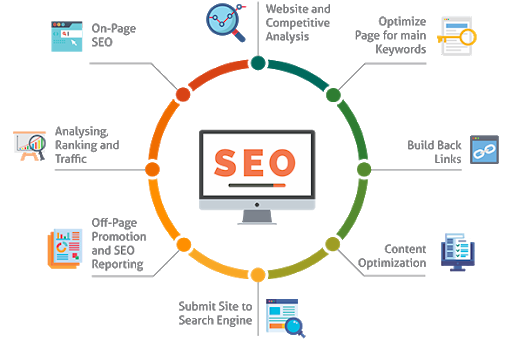 Website and
Competitive
Analysis
Optimize
Page for main
Keywords
Build Back
Links
Content
Optimization
Submit Site to
Search Engine
Off-Page
Promotion
and SEO
Reporting
Analysing,
Ranking and
Traffic
On-Page
SEO
SEO